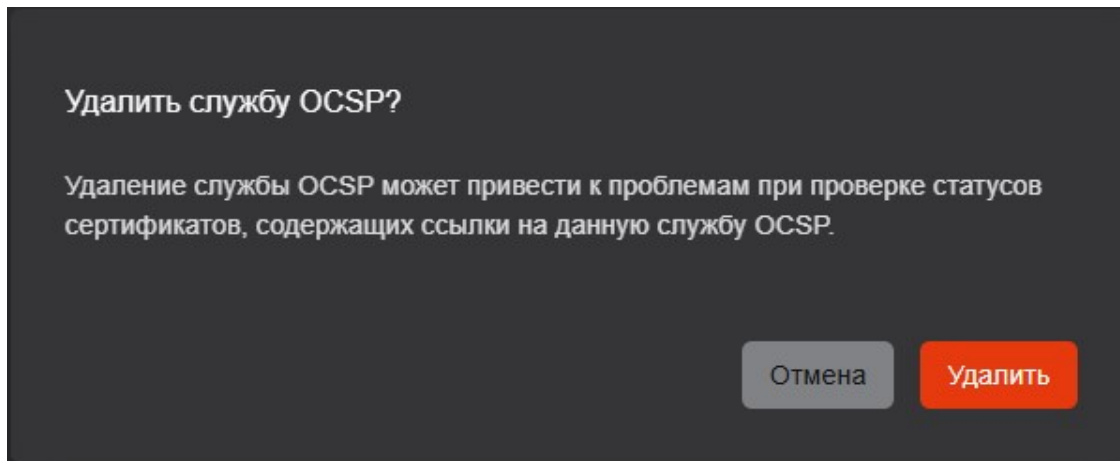 Удалить службу OCSP?
Удаление службы OCSP может привести к проблемам при проверке статусов
сертификатов, содержащих ссылки на данную службу OCSP.
Отмена
Удалить